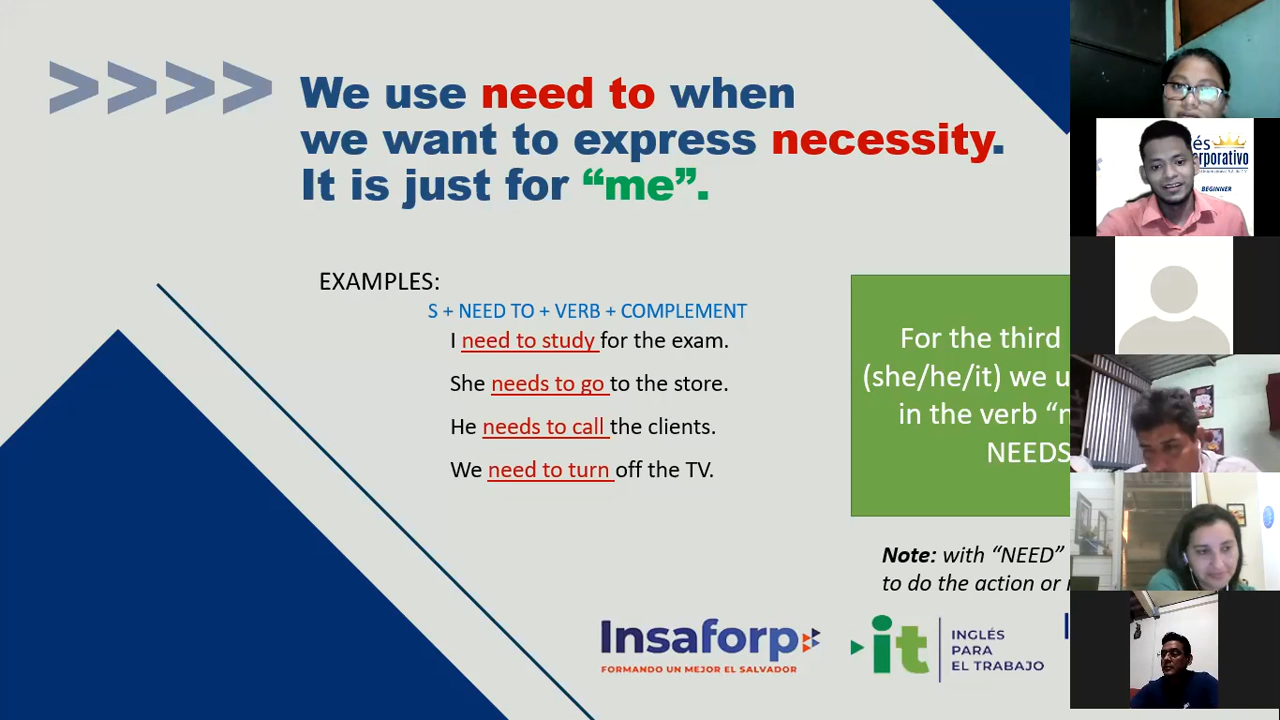 >>>>
We use need to when
we want to express necessity.
It is just for “me”.
EXAMPLES:
S + NEED TO + VERB + COMPLEMENT
I need to study for the exam.
She needs to go to the store.
He needs to call the clients.
We need to turn off the TV.
For the third
(she/he/it) we u
in the verb “n
NEEDS
Note: with “NEED”
to do the action or
Insaforp
FORMANDO UN MEJOR EL SALVADOR
it
INGLÉS
PARA
EL TRABAJO
és
rporativo
BEGINNER